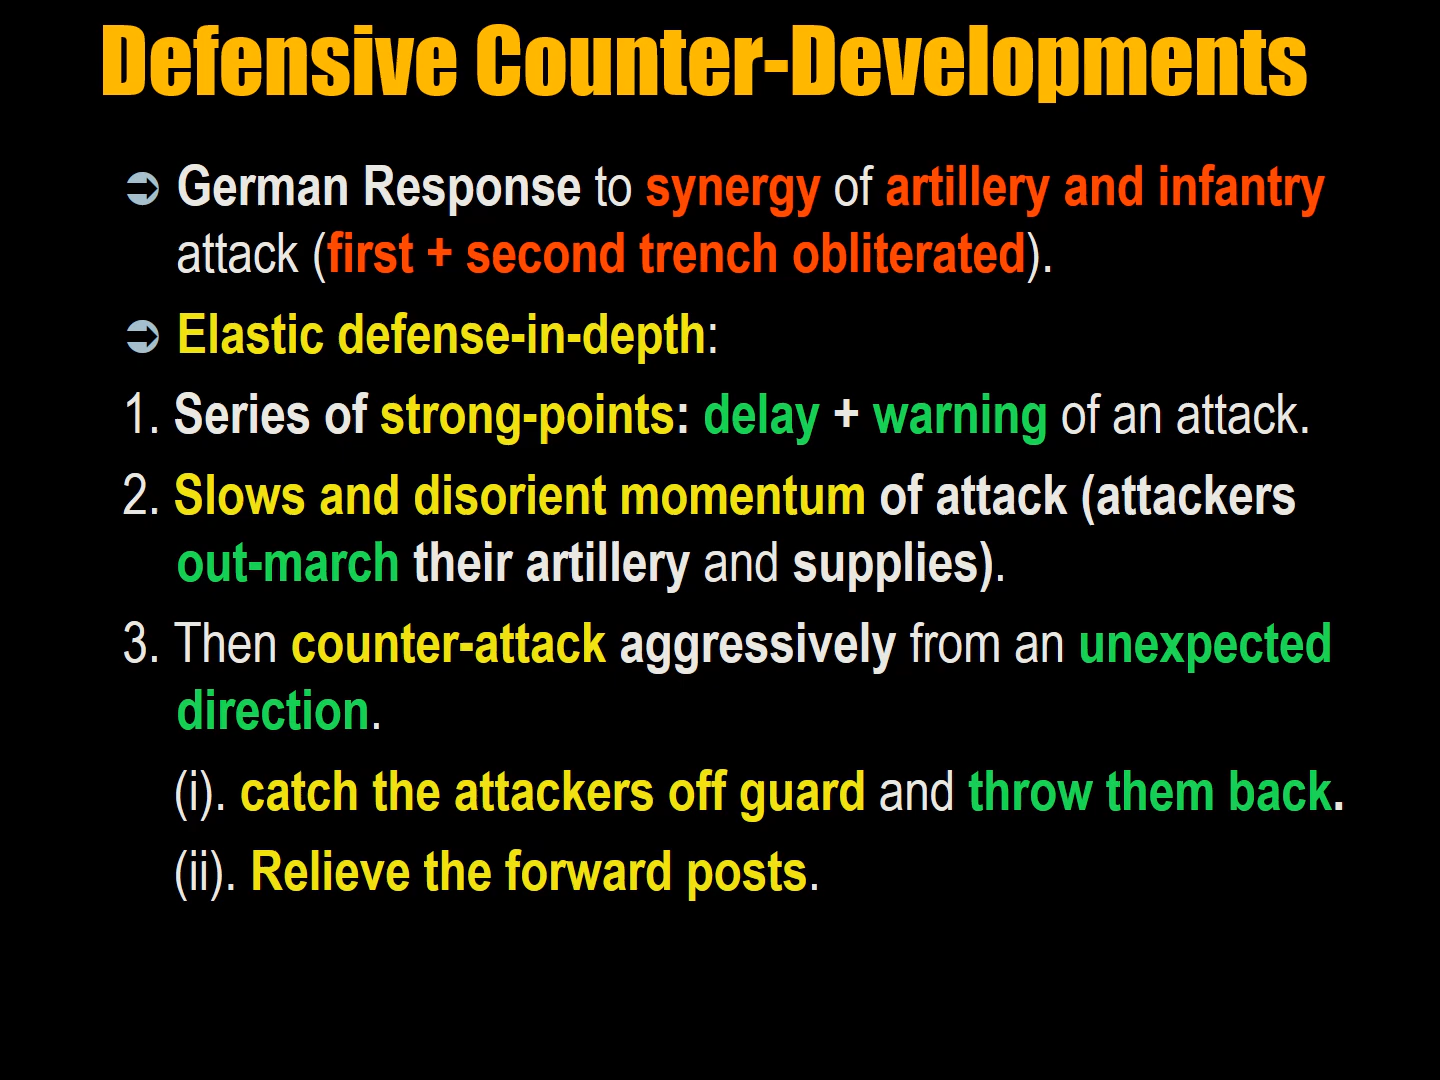 Defensive Counter-Developments
➲ German Response to synergy of artillery and infantry
attack (first + second trench obliterated).
➲ Elastic defense-in-depth:
1. Series of strong-points: delay + warning of an attack.
2. Slows and disorient momentum of attack (attackers
out-march their artillery and supplies).
3. Then counter-attack aggressively from an unexpected
direction.
(i). catch the attackers off guard and throw them back.
(ii). Relieve the forward posts.